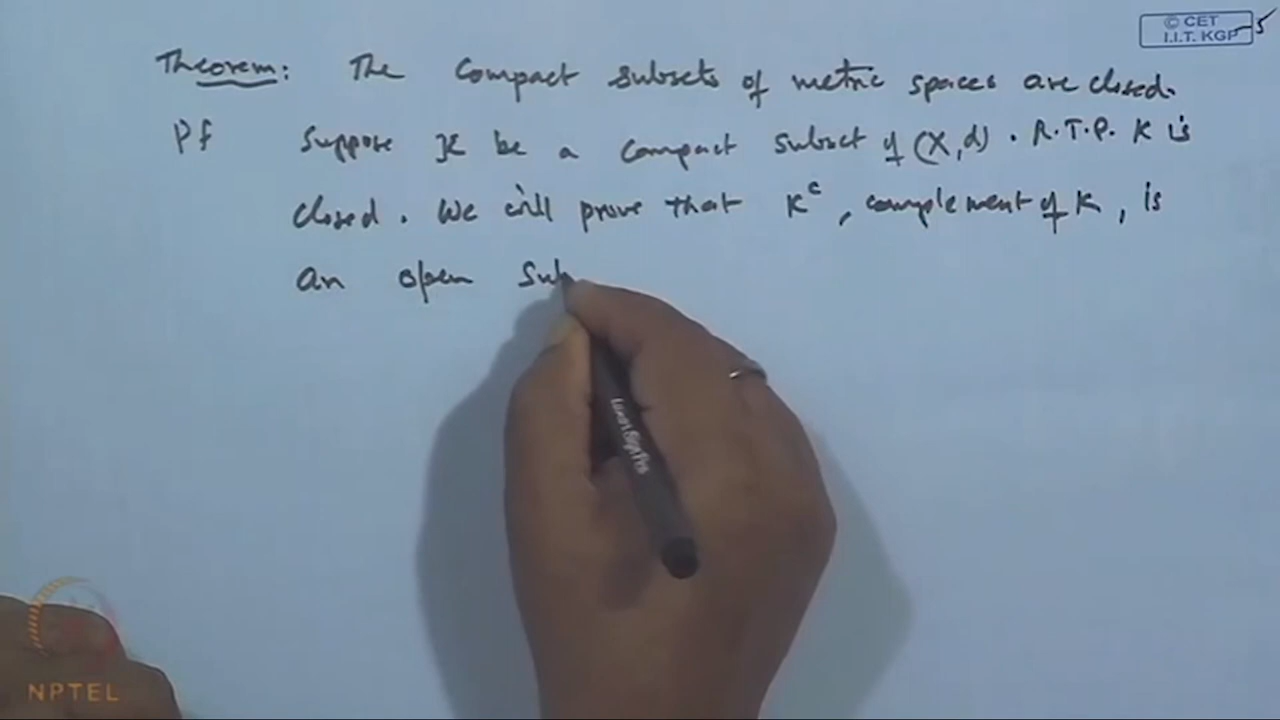 © CET
I.I.T. KGP
5
Theorem: The Compact subsets of metric spaces are closed.
Pf Suppose K be a compact subset of (X,d). R.T.P. K is
closed. We will prove that K^c, complement of K, is
an open Sub
NPTEL